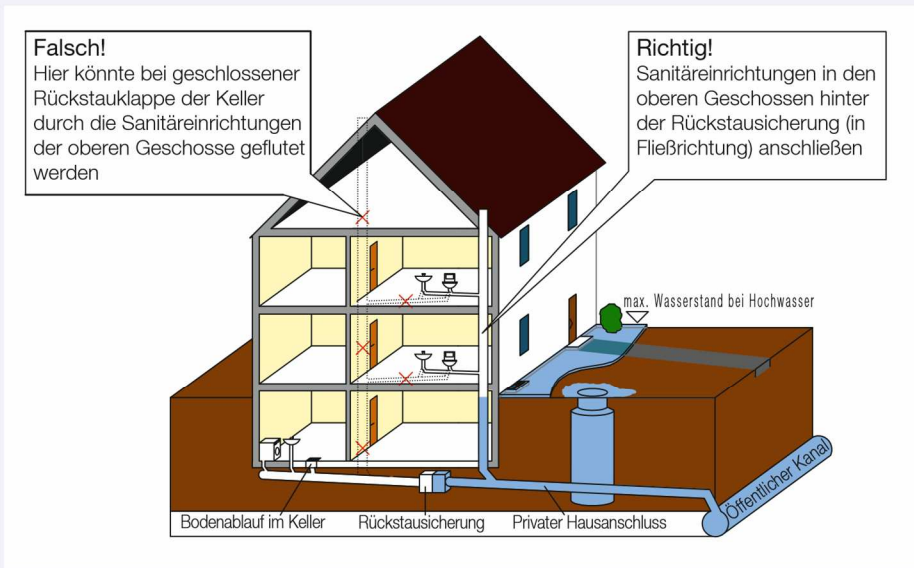 Falsch!
Hier könnte bei geschlossener
Rückstauklappe der Keller
durch die Sanitäreinrichtungen
der oberen Geschosse geflutet
werden
Richtig!
Sanitäreinrichtungen in den
oberen Geschossen hinter
der Rückstausicherung (in
Fließrichtung) anschließen
max. Wasserstand bei Hochwasser
Öffentlicher Kanal
Bodenablauf im Keller
Rückstausicherung
Privater Hausanschluss